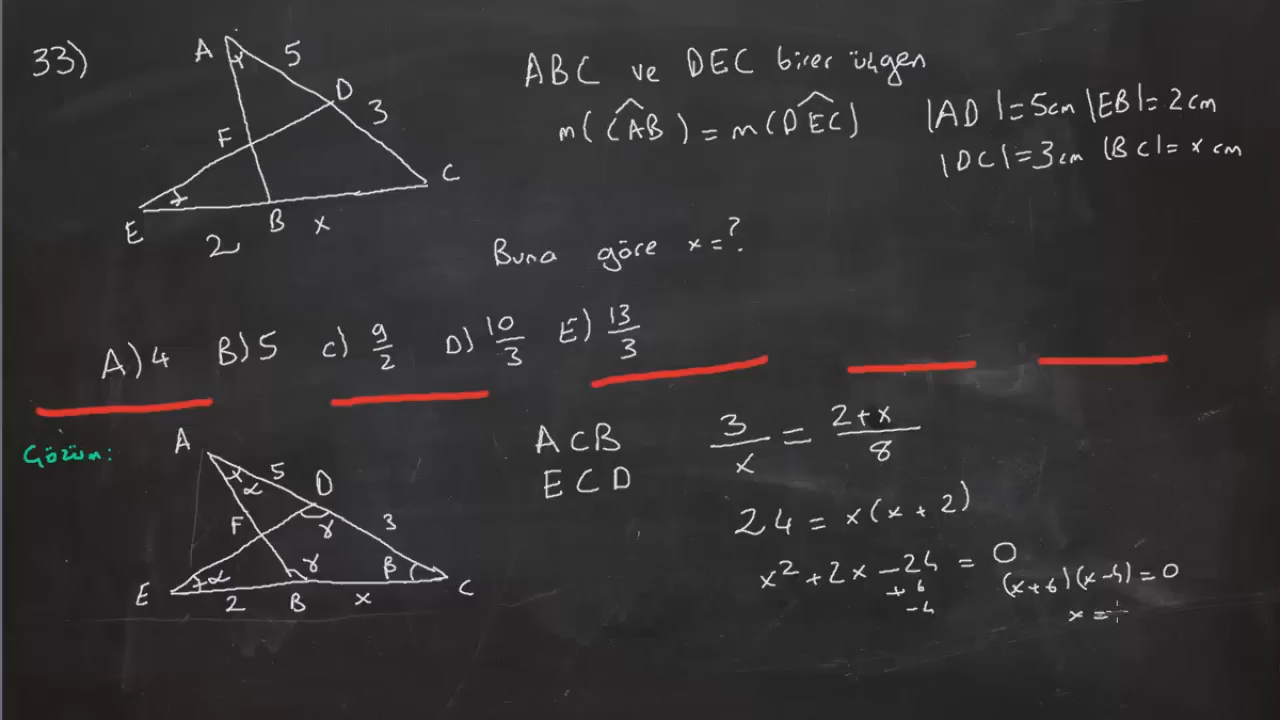 33)
A
5
D
3
F
C
E
B
2
x
ABC ve DEC birer üçgen
m(CAB) = m(DEC)
|AD|=5cm |EB|=2cm
|DC|=3cm |BC|=x cm
Buna göre x=?
A) 4 B) 5 C) 9/2 D) 10/3 E) 13/3
Çözüm:
A
5
α
D
F
γ
3
E
α
γ
β
C
2
B
x
ACB
ECD
3/x = 2+x/8
24 = x(x+2)
x²+2x-24 = 0
+6
-4
(x+6)(x-4)=0
x =